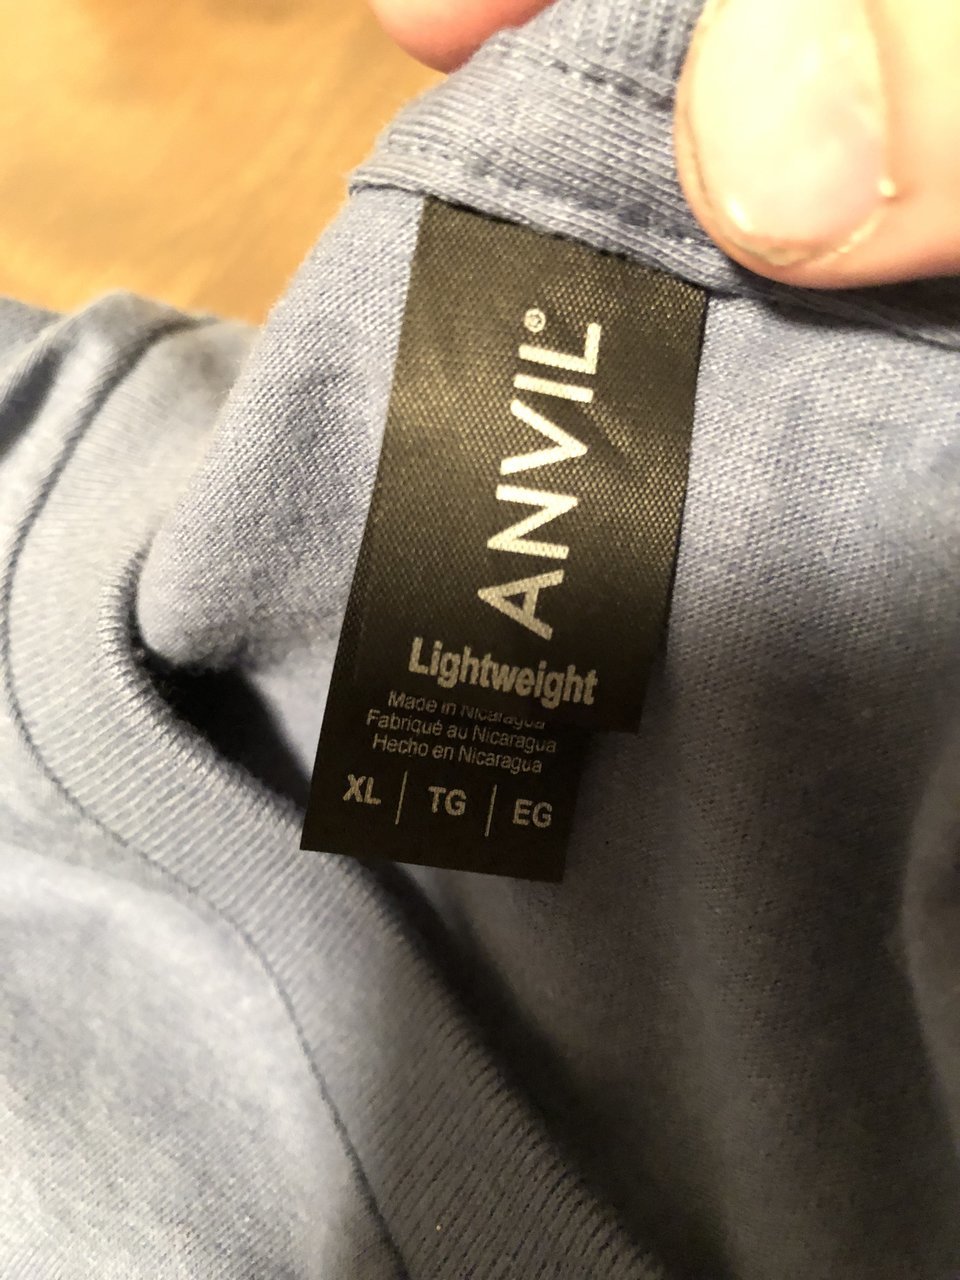 ANVIL®
Lightweight
Made in Nicaragua
Fabriqué au Nicaragua
Hecho en Nicaragua
XL | TG | EG